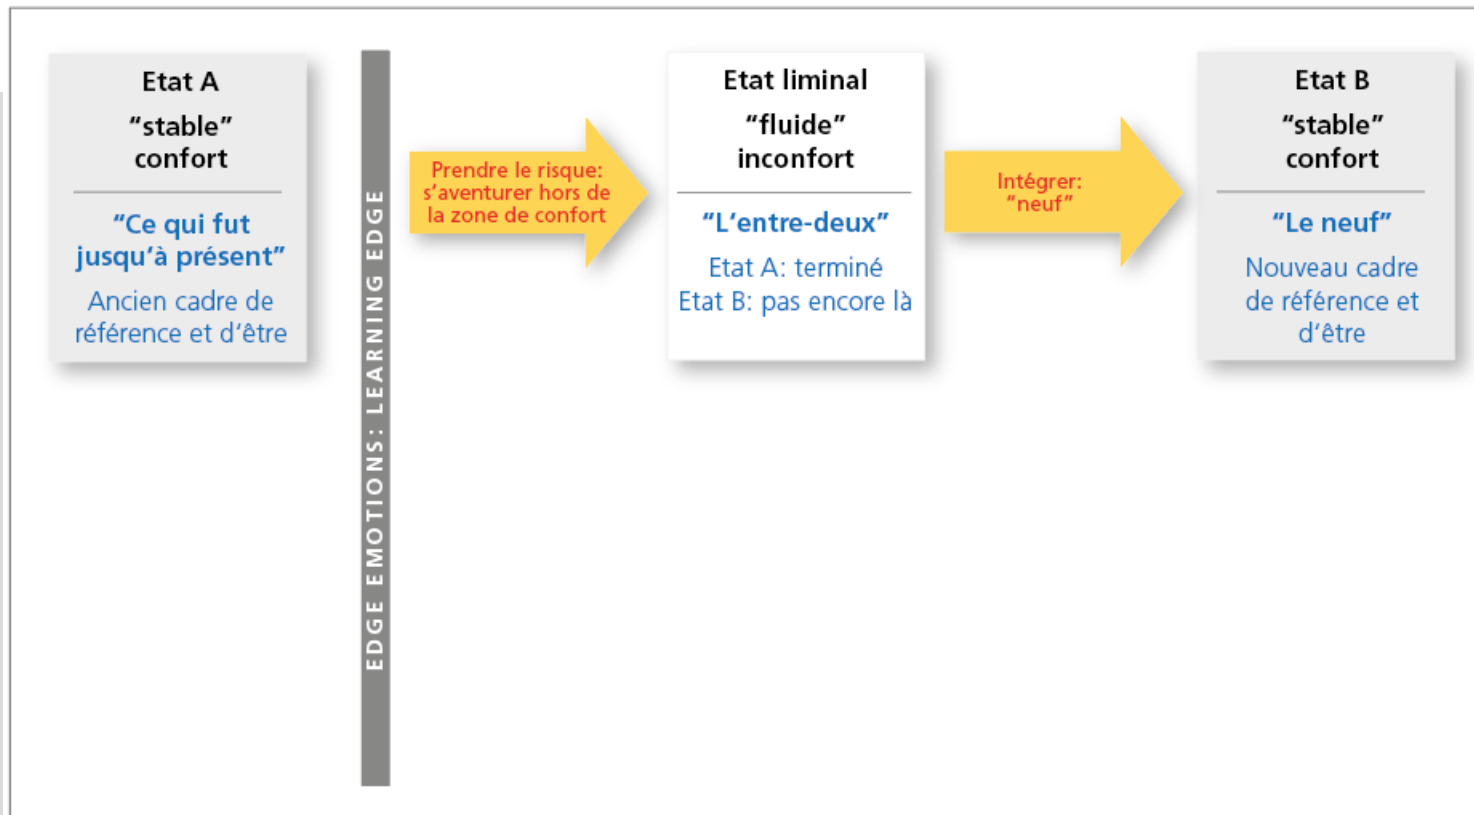 Etat A
“stable”
confort
“Ce qui fut
jusqu‘à présent”
Ancien cadre de
référence et d‘être
EDGE EMOTIONS: LEARNING EDGE
Prendre le risque:
s‘aventurer hors de
la zone de confort
Etat liminal
“fluide”
inconfort
“L‘entre-deux”
Etat A: terminé
Etat B: pas encore là
Intégrer:
“neuf”
Etat B
“stable”
confort
“Le neuf”
Nouveau cadre
de référence et
d‘être